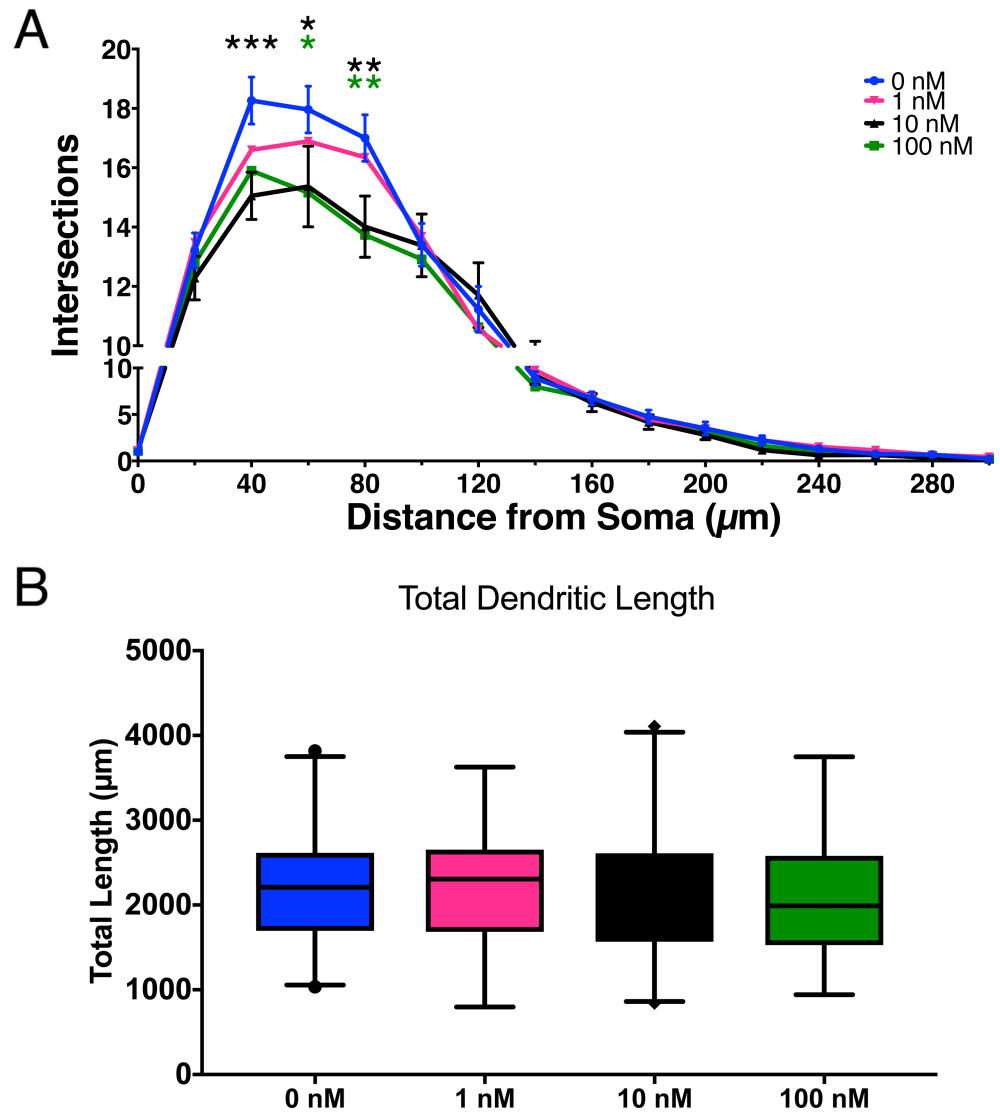 A
***
*
*
**
**
20
18
16
14
12
10
10
5
0
Intersections
0 nM
1 nM
10 nM
100 nM
0 40 80 120 160 200 240 280
Distance from Soma (µm)
B
Total Dendritic Length
5000
4000
3000
2000
1000
0
Total Length (µm)
0 nM 1 nM 10 nM 100 nM